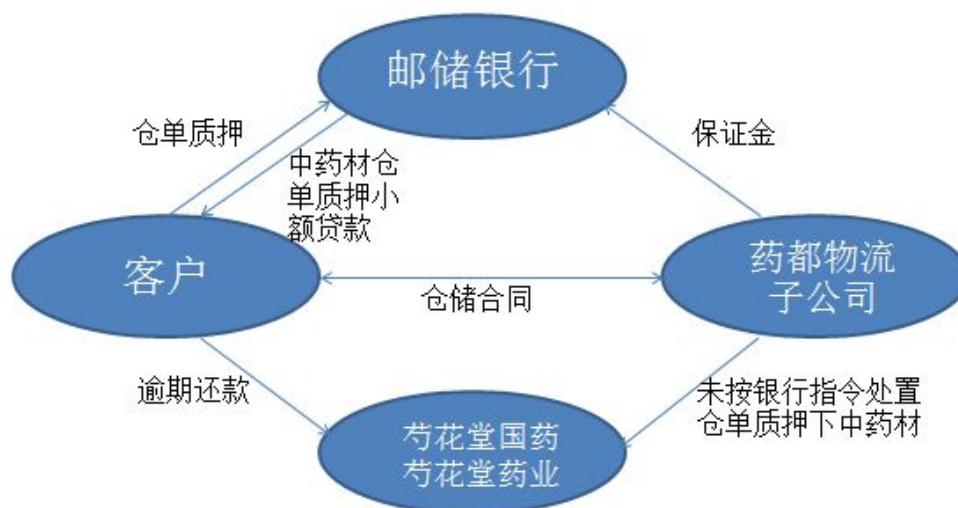 邮储银行
仓单质押
保证金
中药材仓
单质押小
额贷款
客户
药都物流
子公司
仓储合同
逾期还款
未按银行指令处置
仓单质押下中药材
芍花堂国药
芍花堂药业